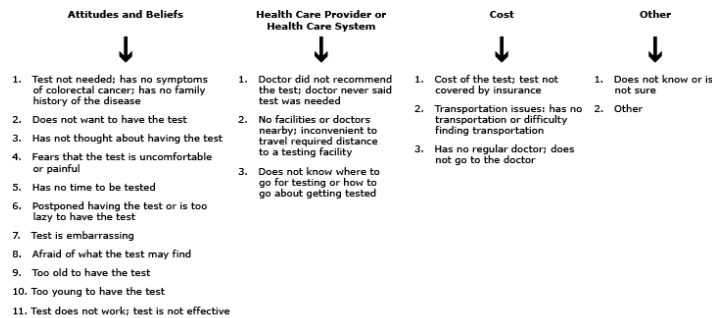 Attitudes and Beliefs
1. Test not needed; has no symptoms
of colorectal cancer; has no family
history of the disease
2. Does not want to have the test
3. Has not thought about having the test
4. Fears that the test is uncomfortable
or painful
5. Has no time to be tested
6. Postponed having the test or is too
lazy to have the test
7. Test is embarrassing
8. Afraid of what the test may find
9. Too old to have the test
10. Too young to have the test
11. Test does not work; test is not effective
Health Care Provider or
Health Care System
1. Doctor did not recommend
the test; doctor never said
test was needed
2. No facilities or doctors
nearby; inconvenient to
travel required distance
to a testing facility
3. Does not know where to
go for testing or how to
go about getting tested
Cost
1. Cost of the test; test not
covered by insurance
2. Transportation issues: has no
transportation or difficulty
finding transportation
3. Has no regular doctor; does
not go to the doctor
Other
1. Does not know or is
not sure
2. Other